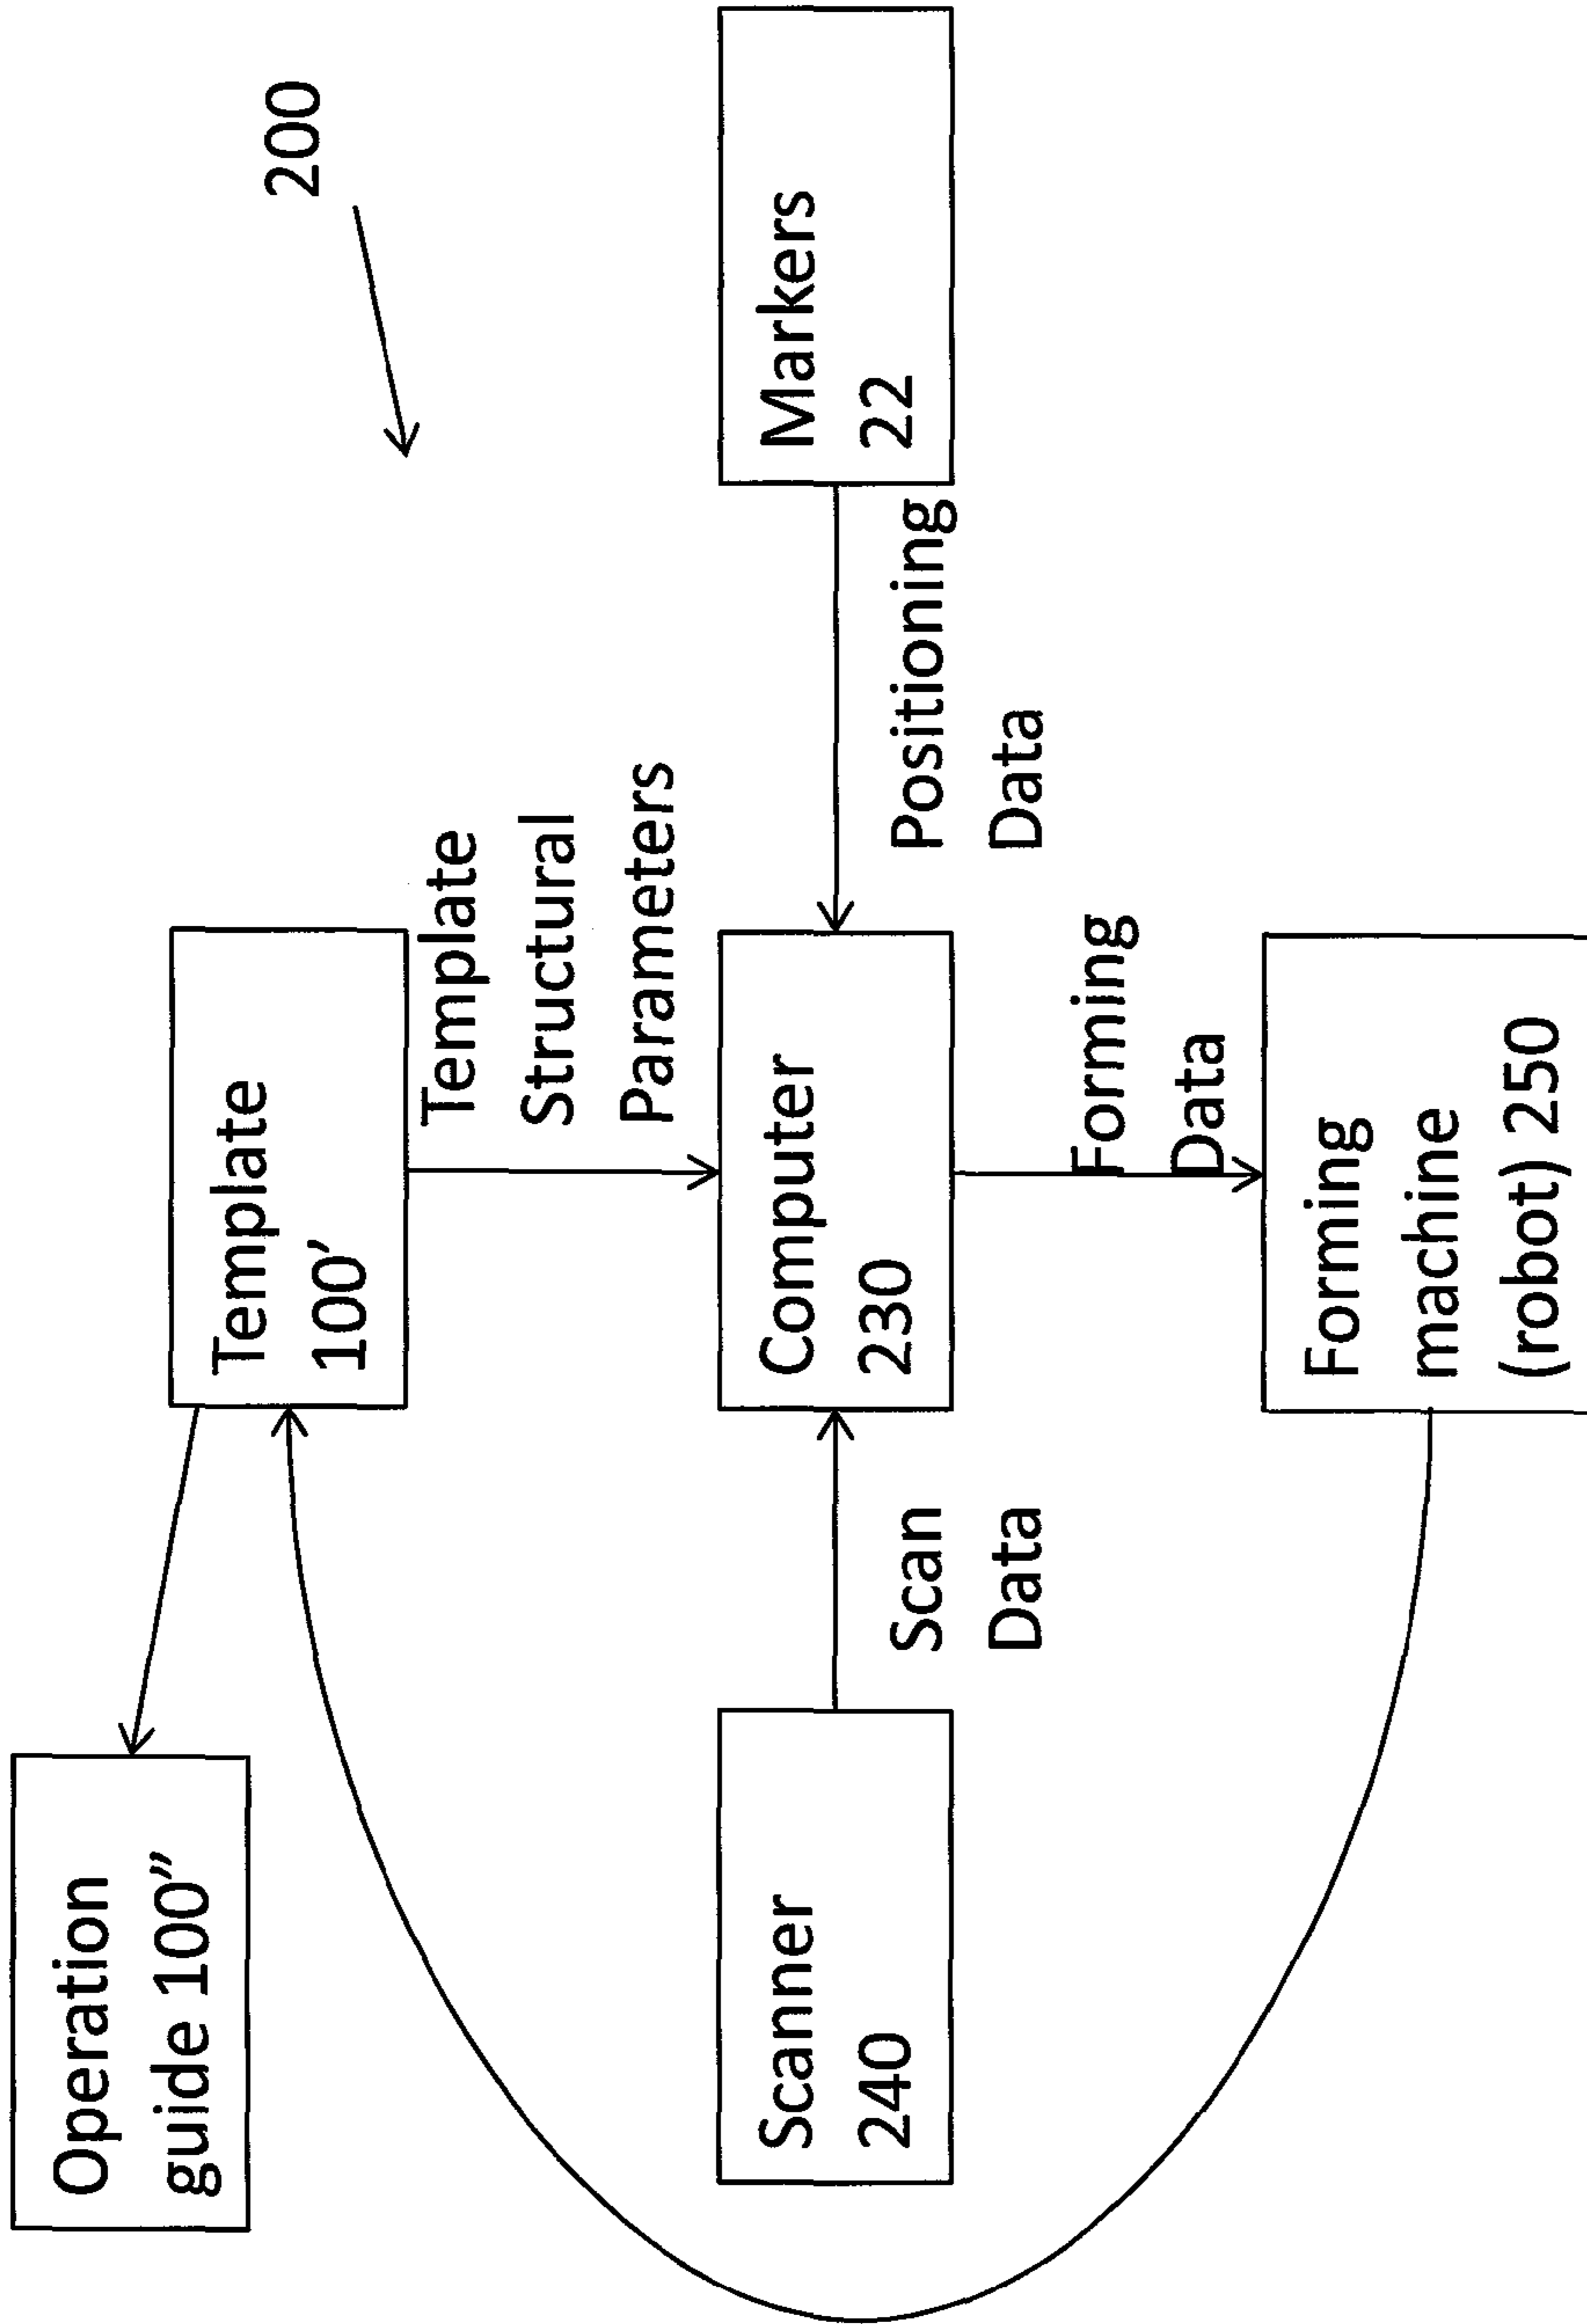 200
Operation
guide 100″
Template
100′
Template
Structural
Parameters
Scanner
240
Scan
Data
Computer
230
Positioning
Data
Markers
22
Forming
Data
Forming
machine
(robot) 250